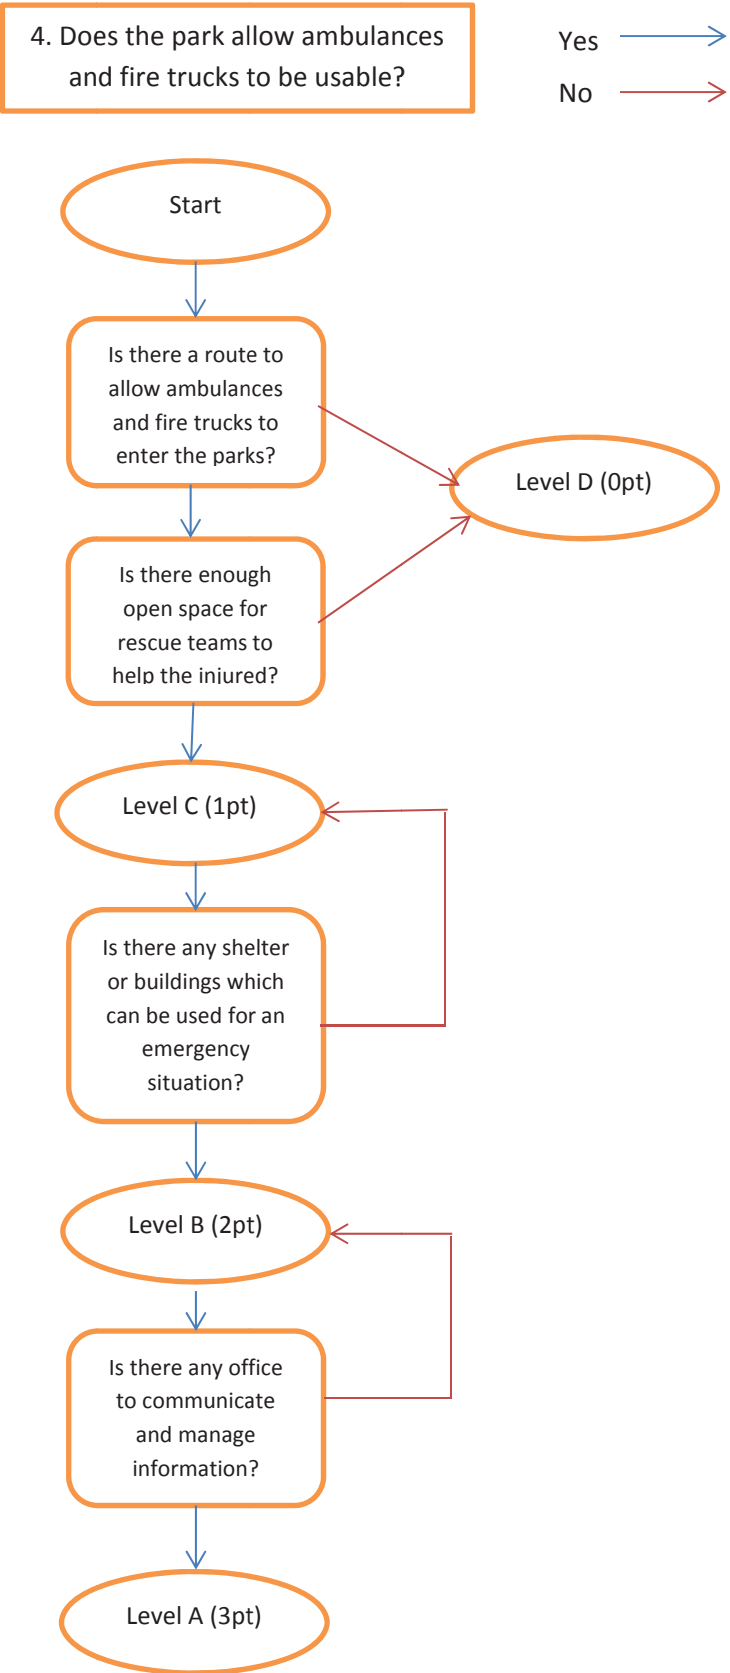 4. Does the park allow ambulances
and fire trucks to be usable?
Yes
No
Start
Is there a route to
allow ambulances
and fire trucks to
enter the parks?
Level D (0pt)
Is there enough
open space for
rescue teams to
help the injured?
Level C (1pt)
Is there any shelter
or buildings which
can be used for an
emergency
situation?
Level B (2pt)
Is there any office
to communicate
and manage
information?
Level A (3pt)